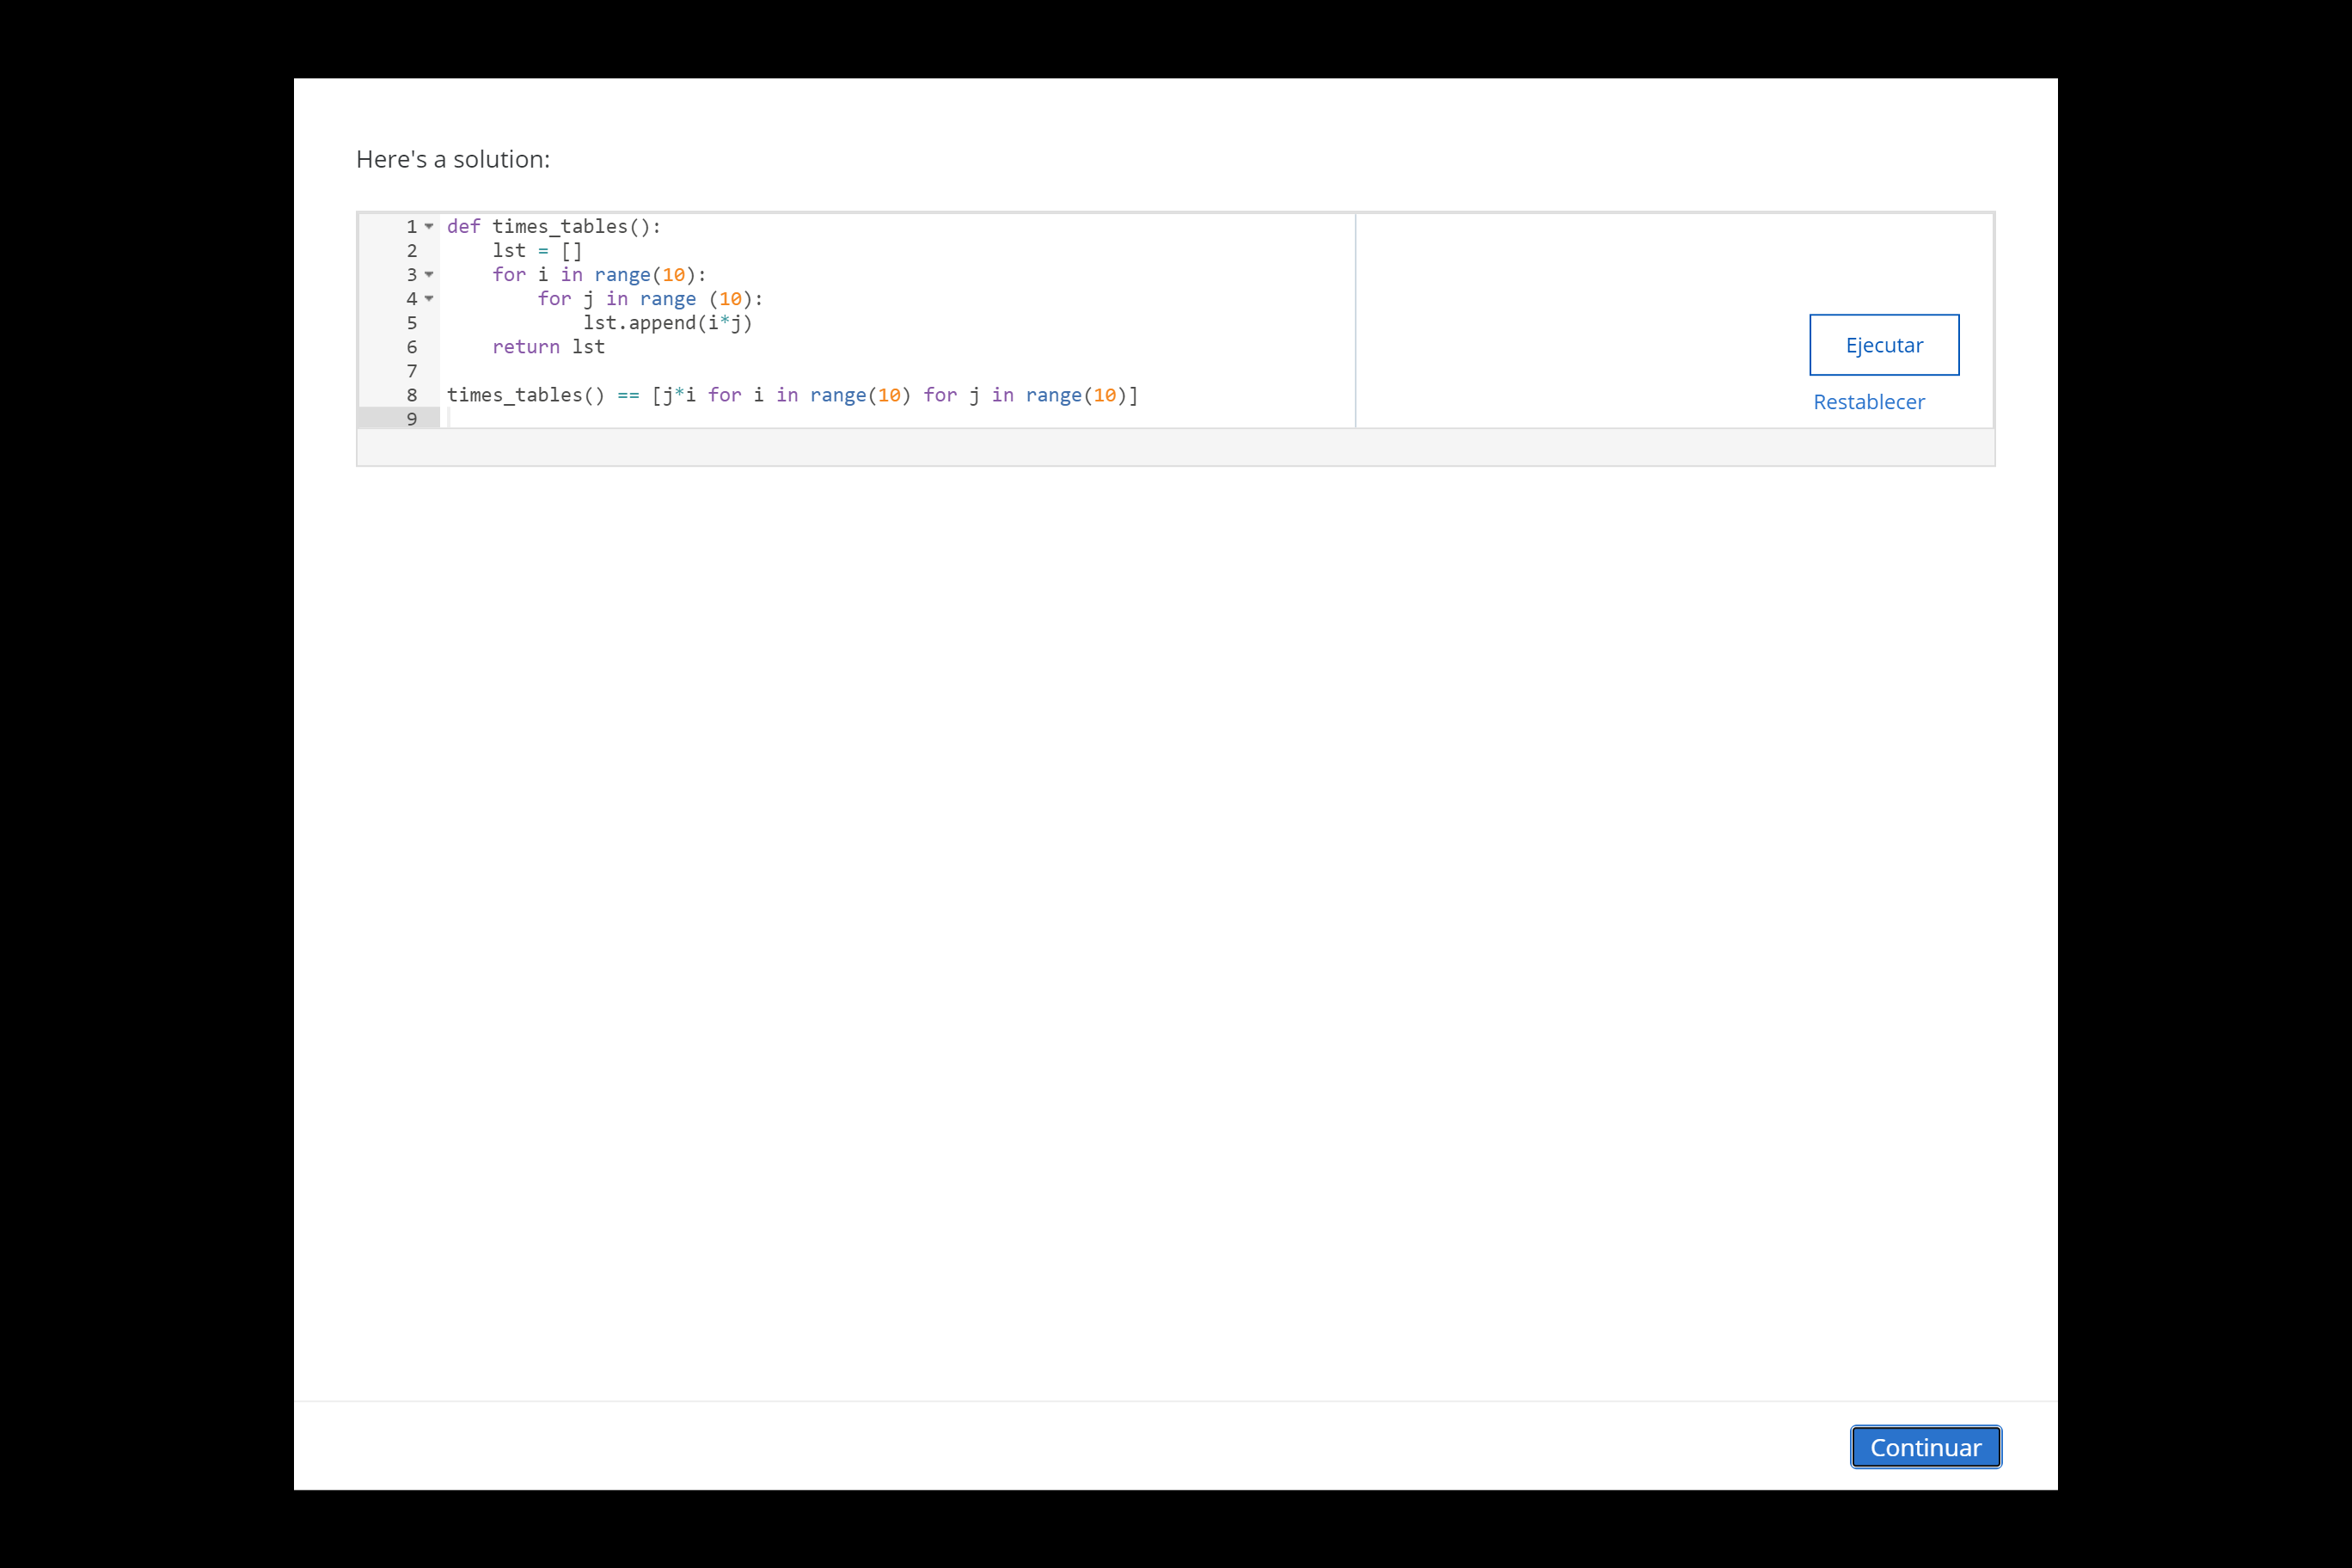 Here's a solution:
1 def times_tables():
2     lst = []
3     for i in range(10):
4         for j in range (10):
5             lst.append(i*j)
6     return lst
7
8 times_tables() == [j*i for i in range(10) for j in range(10)]
9
Ejecutar
Restablecer
Continuar